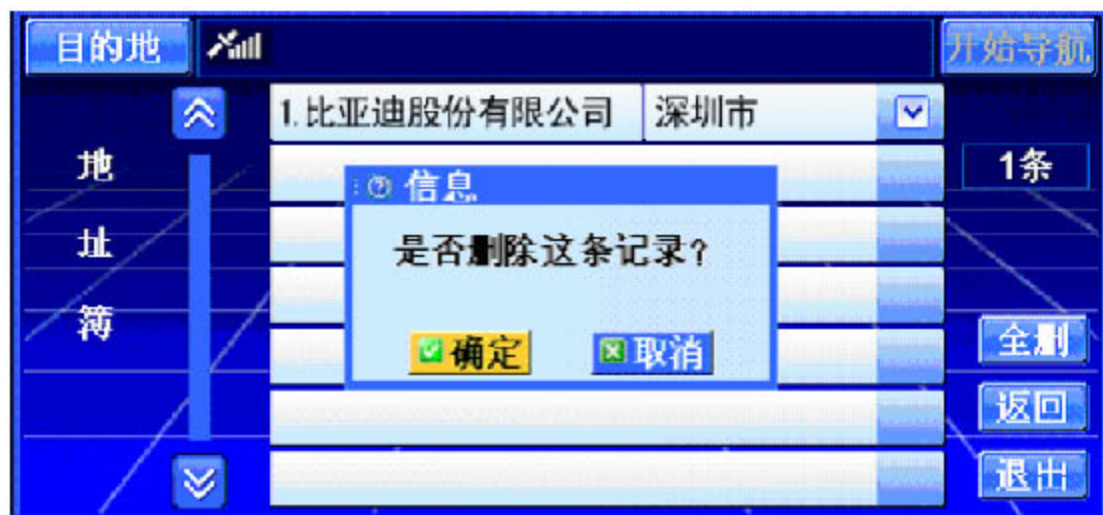 目的地
开始导航
1.比亚迪股份有限公司 深圳市
地
址
簿
1条
信息
是否删除这条记录?
确定 取消
全删
返回
退出